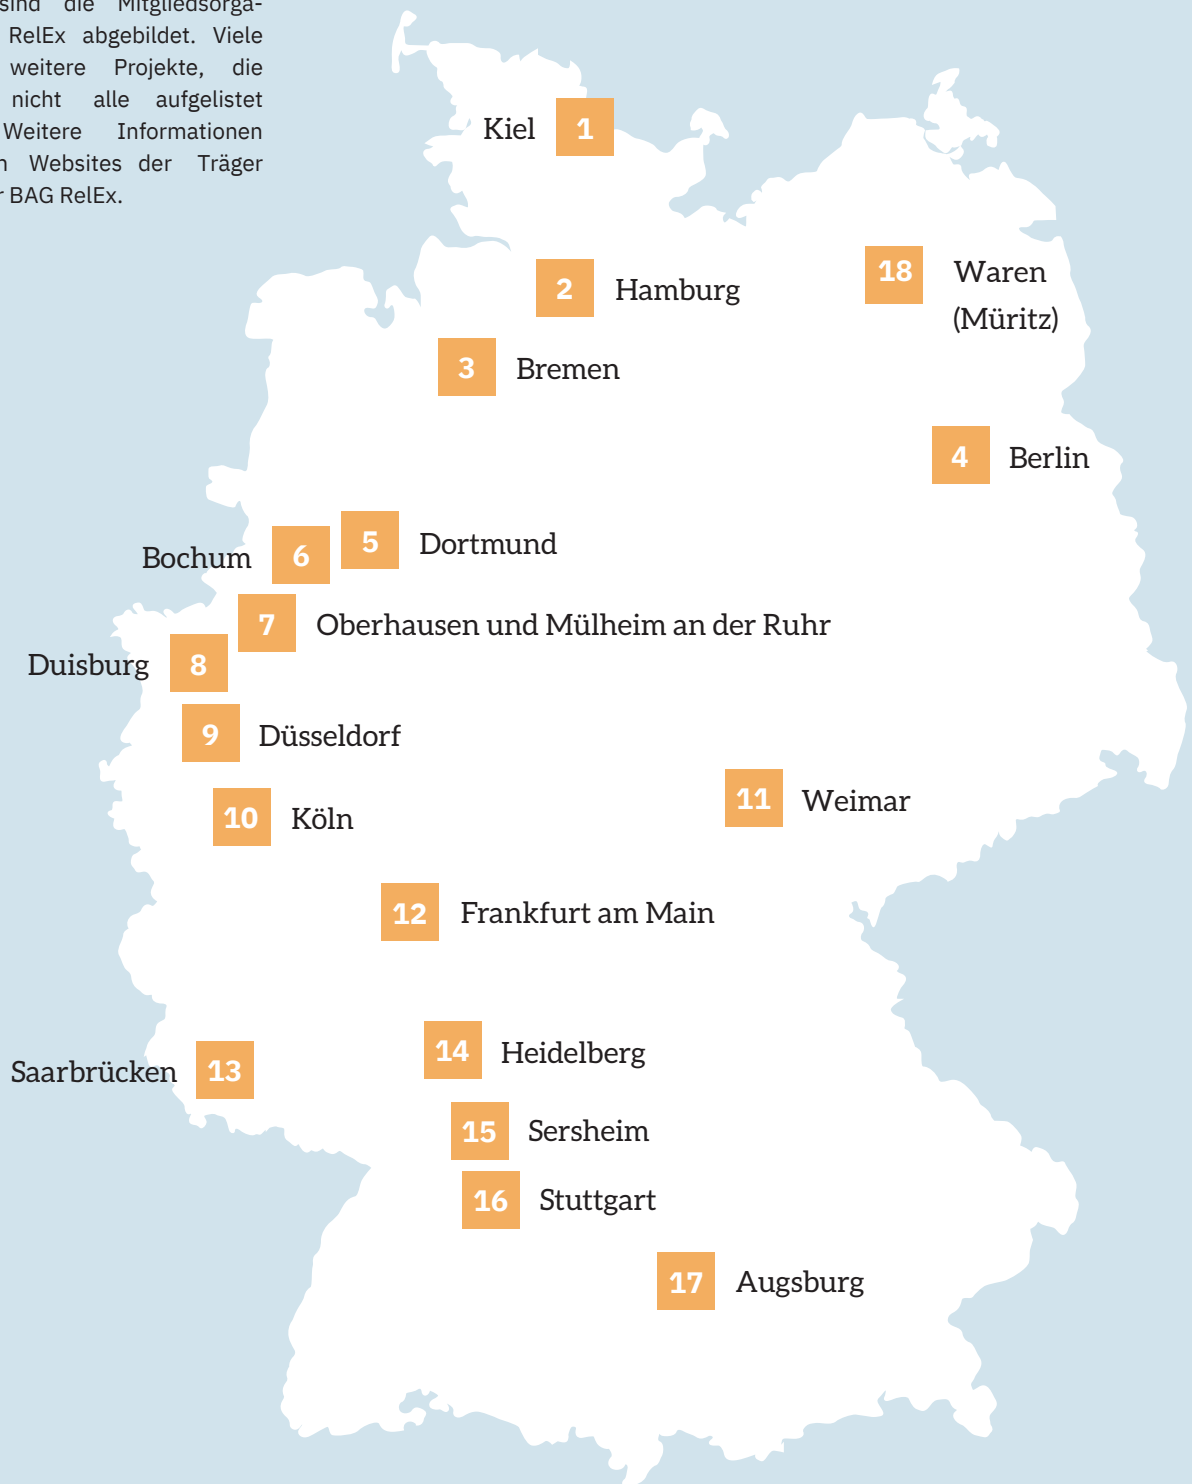 sind die Mitgliedsorga-
RelEx abgebildet. Viele
weitere Projekte, die
nicht alle aufgelistet
Weitere Informationen
Websites der Träger
BAG RelEx.
Kiel 1
2 Hamburg
18 Waren
(Müritz)
3 Bremen
4 Berlin
5 Dortmund
Bochum 6
7 Oberhausen und Mülheim an der Ruhr
Duisburg 8
9 Düsseldorf
11 Weimar
10 Köln
12 Frankfurt am Main
14 Heidelberg
Saarbrücken 13
15 Sersheim
16 Stuttgart
17 Augsburg